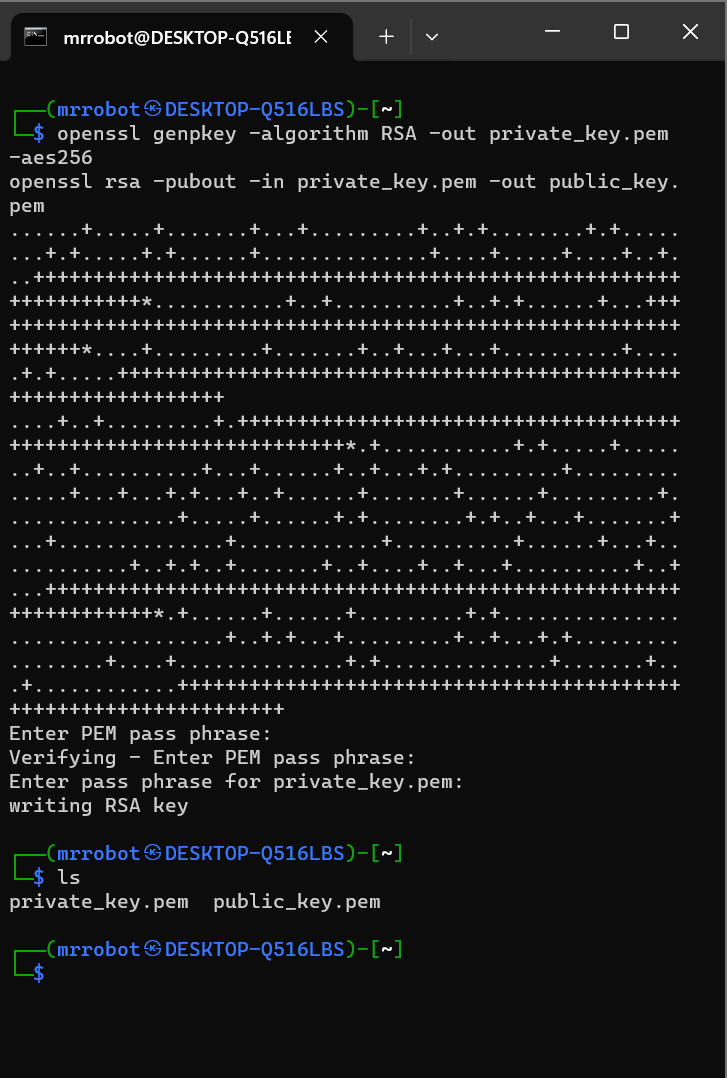 mrrobot@DESKTOP-Q516LE
┌──(mrrobot㉿DESKTOP-Q516LBS)-[~]
└─$ openssl genpkey -algorithm RSA -out private_key.pem
-aes256
openssl rsa -pubout -in private_key.pem -out public_key.
pem
......+.....+.......+...+.........+..+.+........+.+.....
...+.+.....+.+......+..............+....+.....+....+..+.
..++++++++++++++++++++++++++++++++++++++++++++++++++++++
+++++++++++*...........+..+..........+..+.+......+...+++
++++++++++++++++++++++++++++++++++++++++++++++++++++++++
++++++*....+.........+.......+..+...+...+..........+....
.+.+.....+++++++++++++++++++++++++++++++++++++++++++++++
++++++++++++++++++
....+..+.........+.+++++++++++++++++++++++++++++++++++++
++++++++++++++++++++++++++++*.+...........+.+.....+.....
..+..+..........+...+......+..+...+.+.........+.........
.....+...+...+.+...+..+......+.......+......+.........+.
..............+.....+......+.+........+.+..+...+.......+
...+..............+............+..........+......+...+..
..........+..+.+..+.......+..+....+..+...+..........+..+
...+++++++++++++++++++++++++++++++++++++++++++++++++++++
++++++++++++*.+......+......+.........+.+...............
..................+..+.+...+.........+..+...+.+.........
........+....+..............+.+..............+.......+..
.+............++++++++++++++++++++++++++++++++++++++++++
+++++++++++++++++++++++
Enter PEM pass phrase:
Verifying - Enter PEM pass phrase:
Enter pass phrase for private_key.pem:
writing RSA key
┌──(mrrobot㉿DESKTOP-Q516LBS)-[~]
└─$ ls
private_key.pem  public_key.pem
┌──(mrrobot㉿DESKTOP-Q516LBS)-[~]
└─$